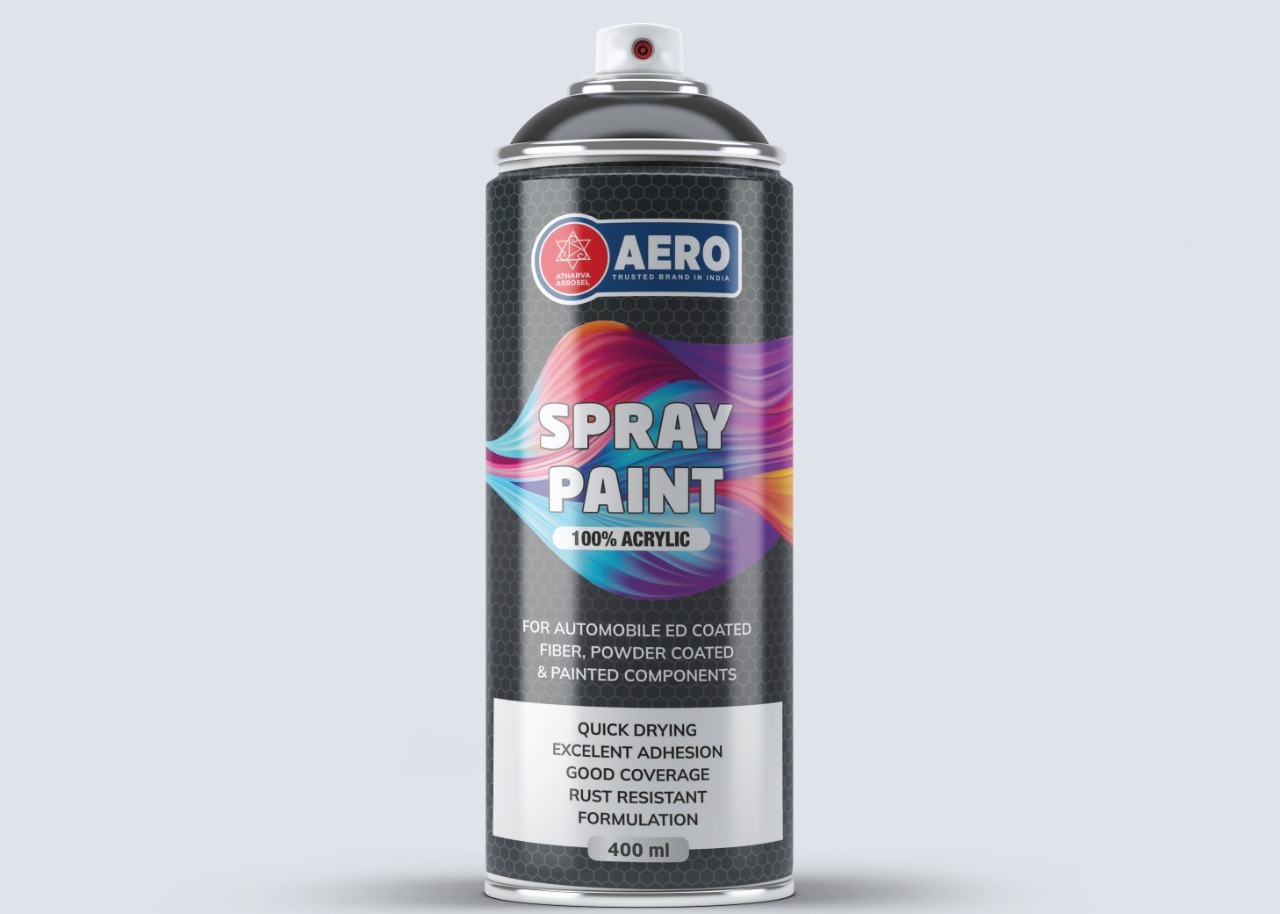 ATHARVA
AEROSEL
AERO
TRUSTED BRAND IN INDIA
SPRAY
PAINT
100% ACRYLIC
FOR AUTOMOBILE ED COATED
FIBER, POWDER COATED
& PAINTED COMPONENTS
QUICK DRYING
EXCELENT ADHESION
GOOD COVERAGE
RUST RESISTANT
FORMULATION
400 ml